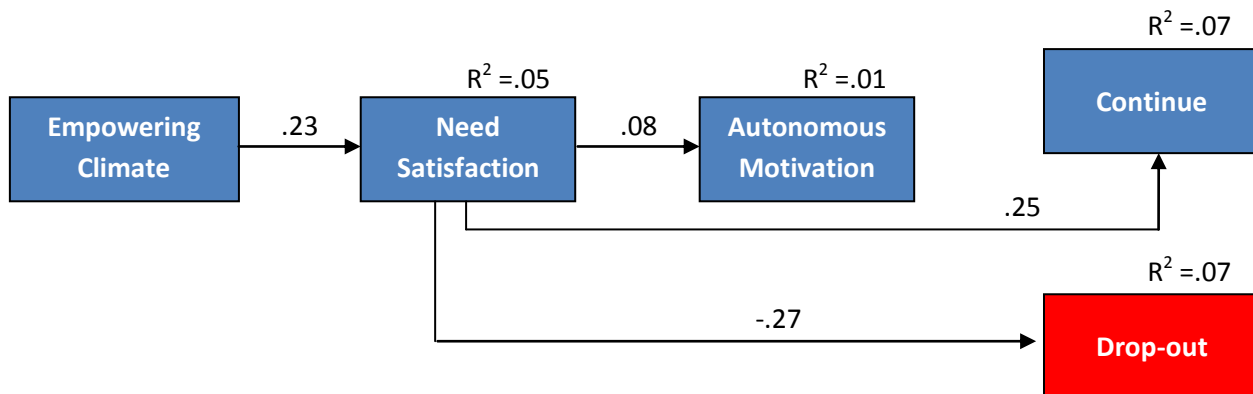 R² =.07
R² =.05
R² =.01
Empowering
Climate
.23
Need
Satisfaction
.08
Autonomous
Motivation
Continue
.25
R² =.07
-.27
Drop-out